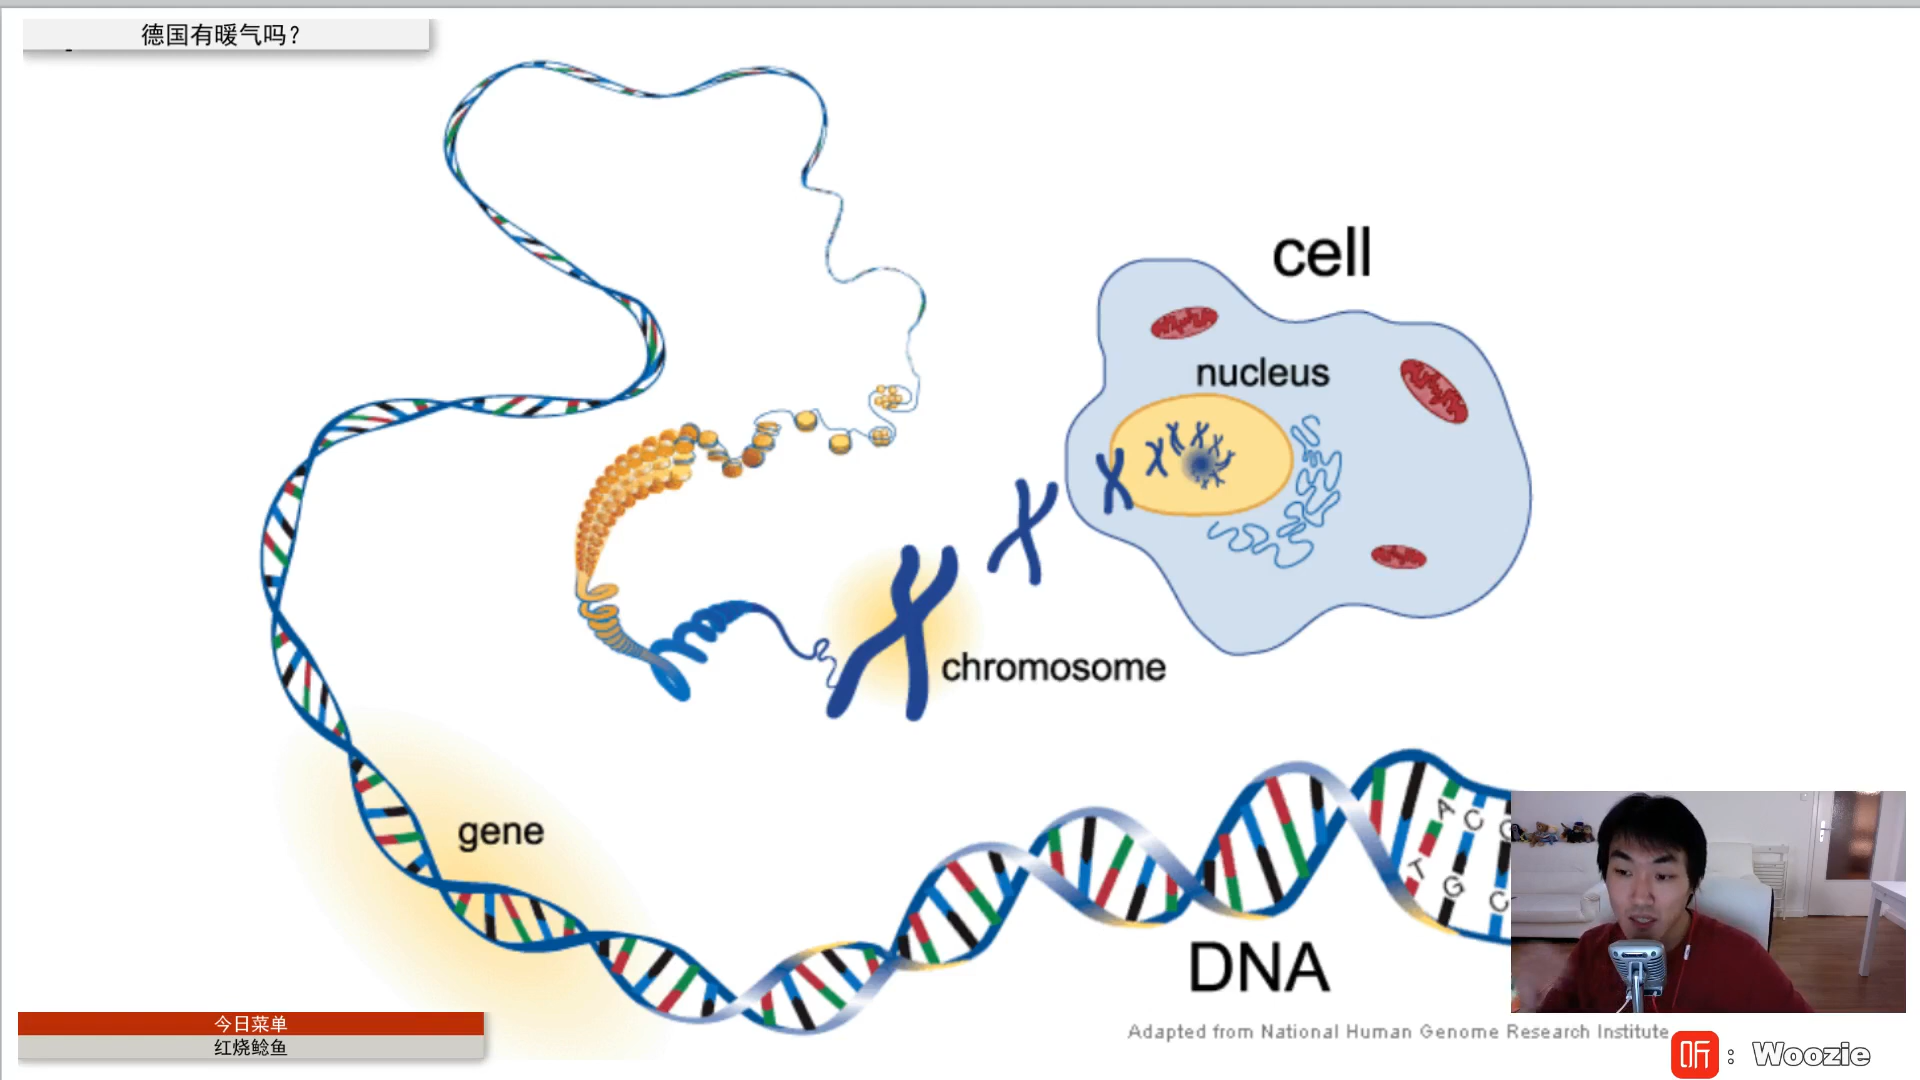 德国有暖气吗?
cell
nucleus
chromosome
gene
A C
T G C
DNA
Adapted from National Human Genome Research Institute
今日菜单
红烧鲶鱼
听 : Woozie